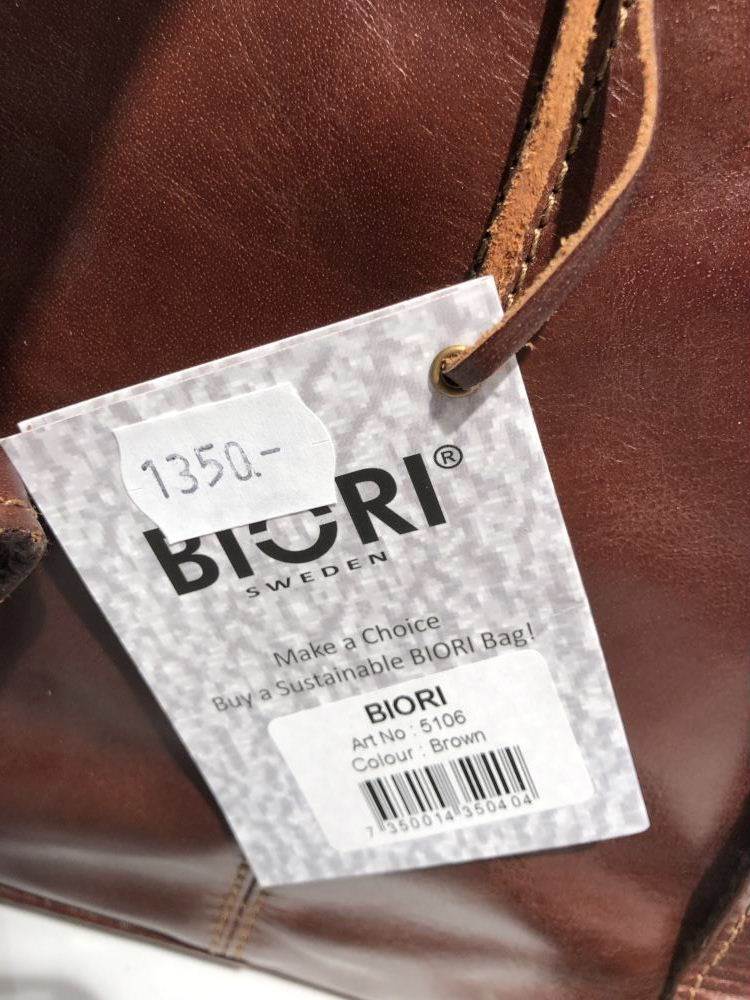 1350.-
BIORI®
SWEDEN
Make a Choice
Buy a Sustainable BIORI Bag!
BIORI
Art No : 5106
Colour : Brown
7 350014 350404